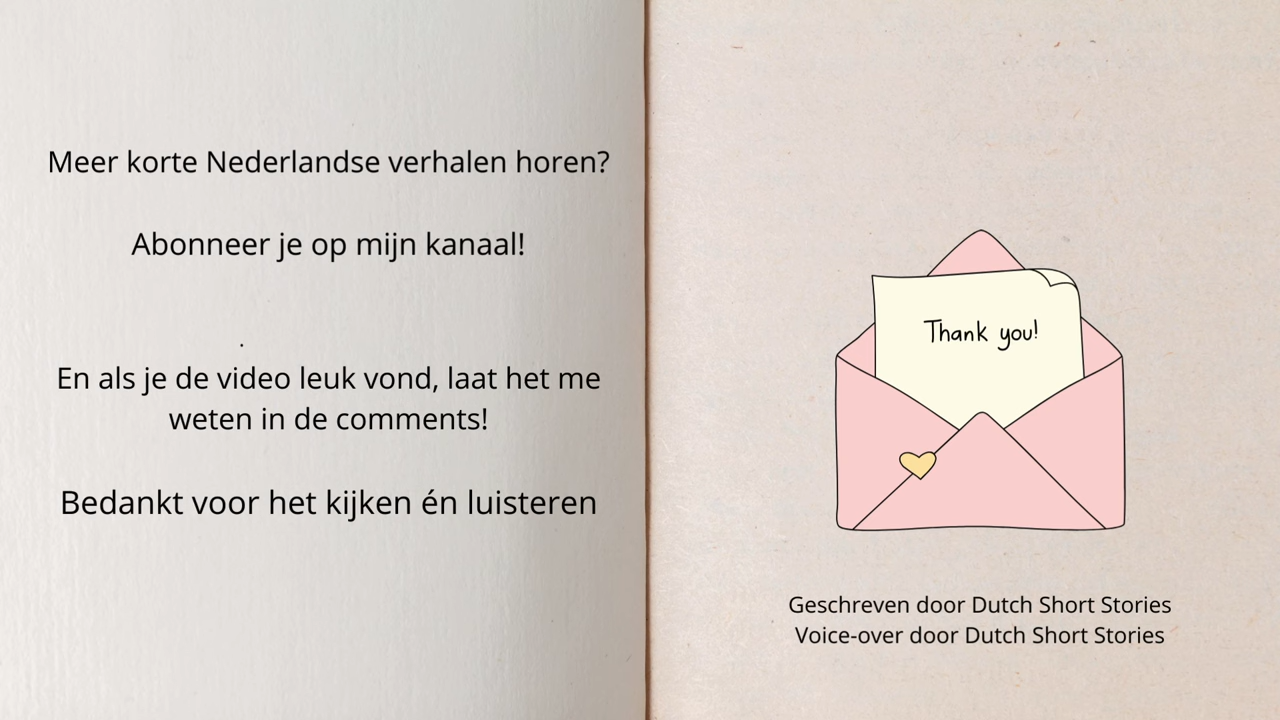 Meer korte Nederlandse verhalen horen?
Abonneer je op mijn kanaal!
.
En als je de video leuk vond, laat het me
weten in de comments!
Bedankt voor het kijken én luisteren
Thank you!
Geschreven door Dutch Short Stories
Voice-over door Dutch Short Stories